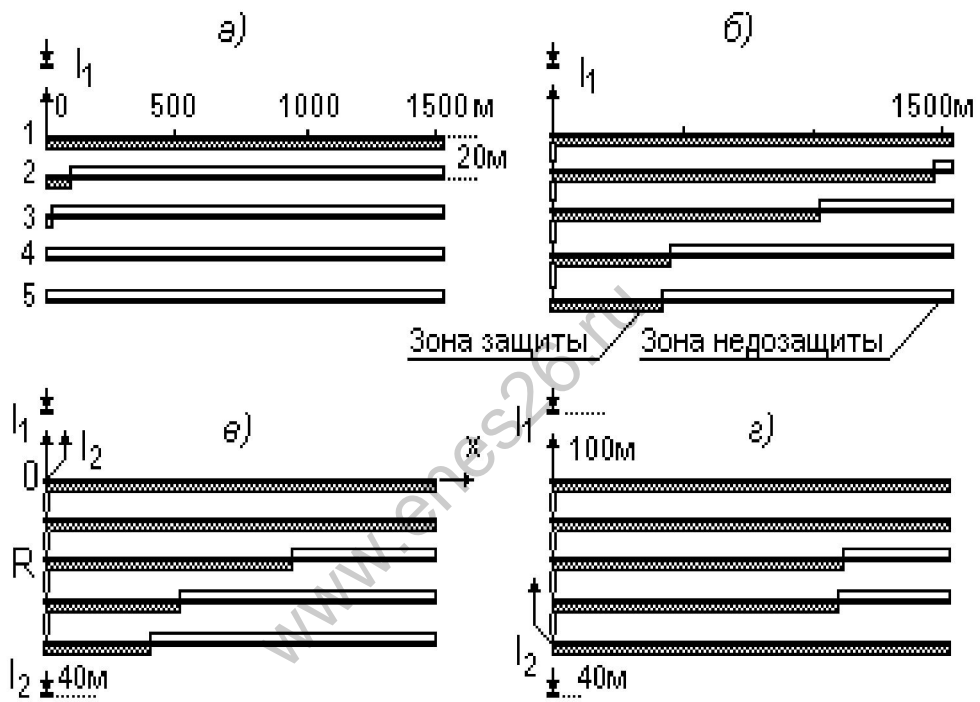 а) б)
I₁ I₁
0 500 1000 1500 м 1500м
1
20м
2
3
4
5
Зона защиты Зона недозащиты
I₁ I₂ в) x I₁ г)
0 100м
R
I₂ 40м I₂ 40м
www.enes26.ru